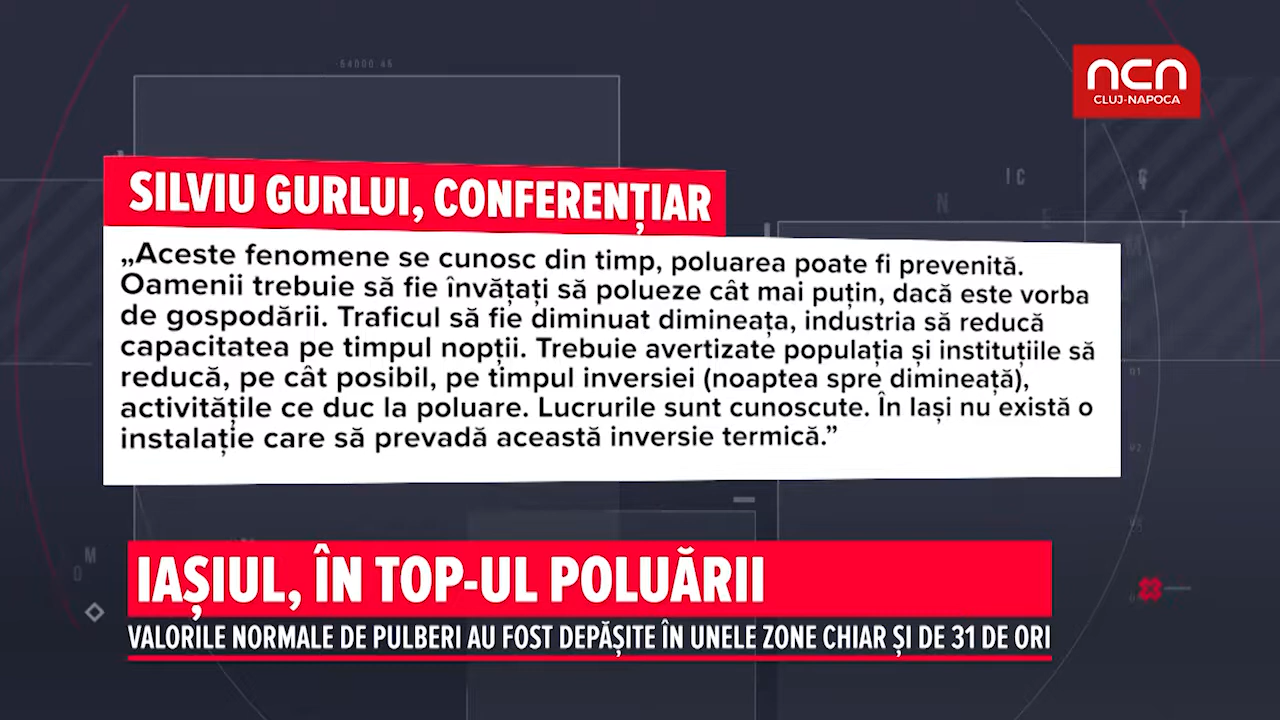 54000.46
ncn
CLUJ-NAPOCA
SILVIU GURLUI, CONFERENȚIAR
„Aceste fenomene se cunosc din timp, poluarea poate fi prevenită.
Oamenii trebuie să fie învățați să polueze cât mai puțin, dacă este vorba
de gospodării. Traficul să fie diminuat dimineața, industria să reducă
capacitatea pe timpul nopții. Trebuie avertizate populația și instituțiile să
reducă, pe cât posibil, pe timpul inversiei (noaptea spre dimineață),
activitățile ce duc la poluare. Lucrurile sunt cunoscute. În Iași nu există o
instalație care să prevadă această inversie termică.”
IAȘIUL, ÎN TOP-UL POLUĂRII
VALORILE NORMALE DE PULBERI AU FOST DEPĂȘITE ÎN UNELE ZONE CHIAR ȘI DE 31 DE ORI